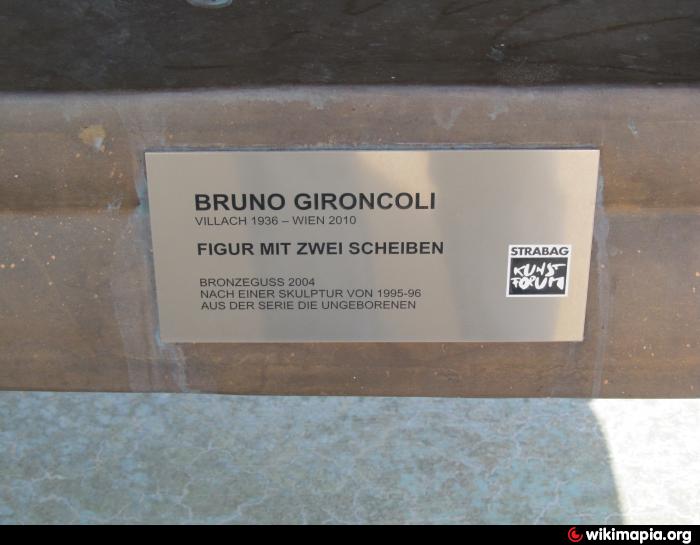 BRUNO GIRONCOLI
VILLACH 1936 – WIEN 2010
FIGUR MIT ZWEI SCHEIBEN
BRONZEGUSS 2004
NACH EINER SKULPTUR VON 1995-96
AUS DER SERIE DIE UNGEBORENEN
STRABAG
KUNST
FORUM
wikimapia.org